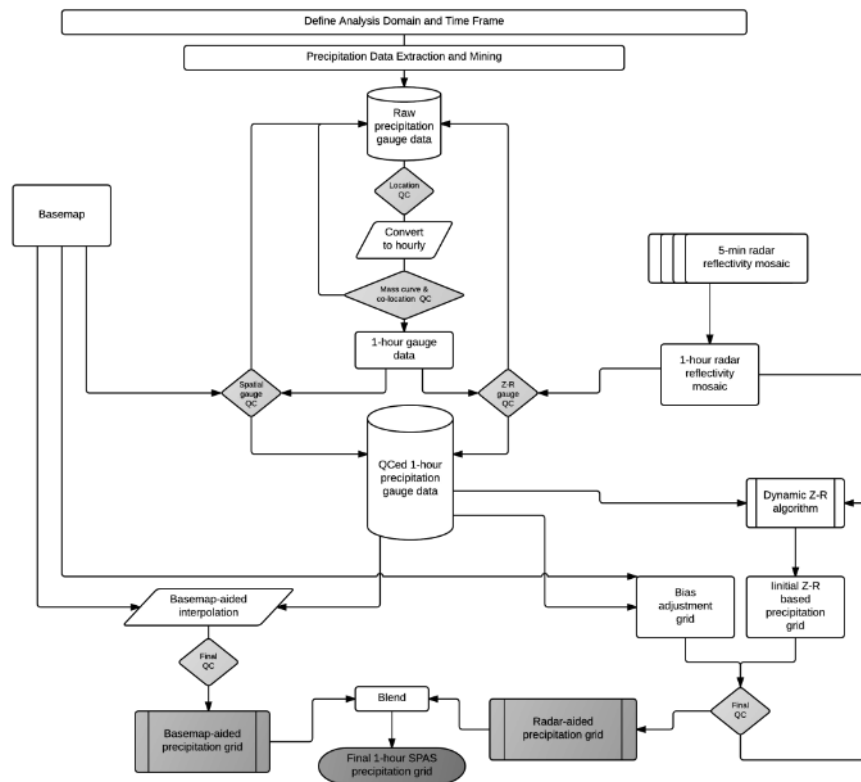 Define Analysis Domain and Time Frame
Precipitation Data Extraction and Mining
Raw
precipitation
gauge data
Location
QC
Basemap
Convert
to hourly
5-min radar
reflectivity mosaic
Mass curve &
co-location QC
1-hour gauge
data
1-hour radar
reflectivity
mosaic
Spatial
gauge
QC
Z-R
gauge
QC
QCed 1-hour
precipitation
gauge data
Dynamic Z-R
algorithm
Basemap-aided
interpolation
Bias
adjustment
grid
Iinitial Z-R
based
precipitation
grid
Final
QC
Final
QC
Basemap-aided
precipitation grid
Blend
Radar-aided
precipitation grid
Final 1-hour SPAS
precipitation grid